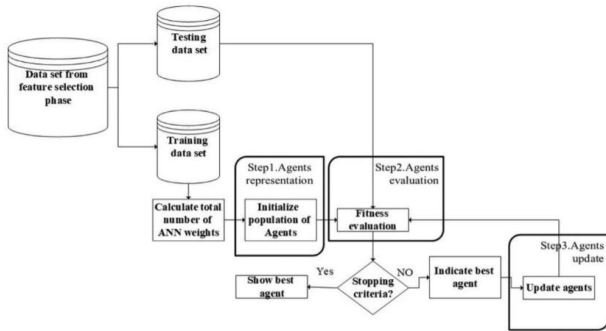 Testing
data set
Data set from
feature selection
phase
Training
data set
Step1.Agents
representation
Step2.Agents
evaluation
Calculate total
number of
ANN weights
Initialize
population of
Agents
Fitness
evaluation
Step3.Agents
update
Show best
agent
Yes
Stopping
criteria?
NO
Indicate best
agent
Update agents